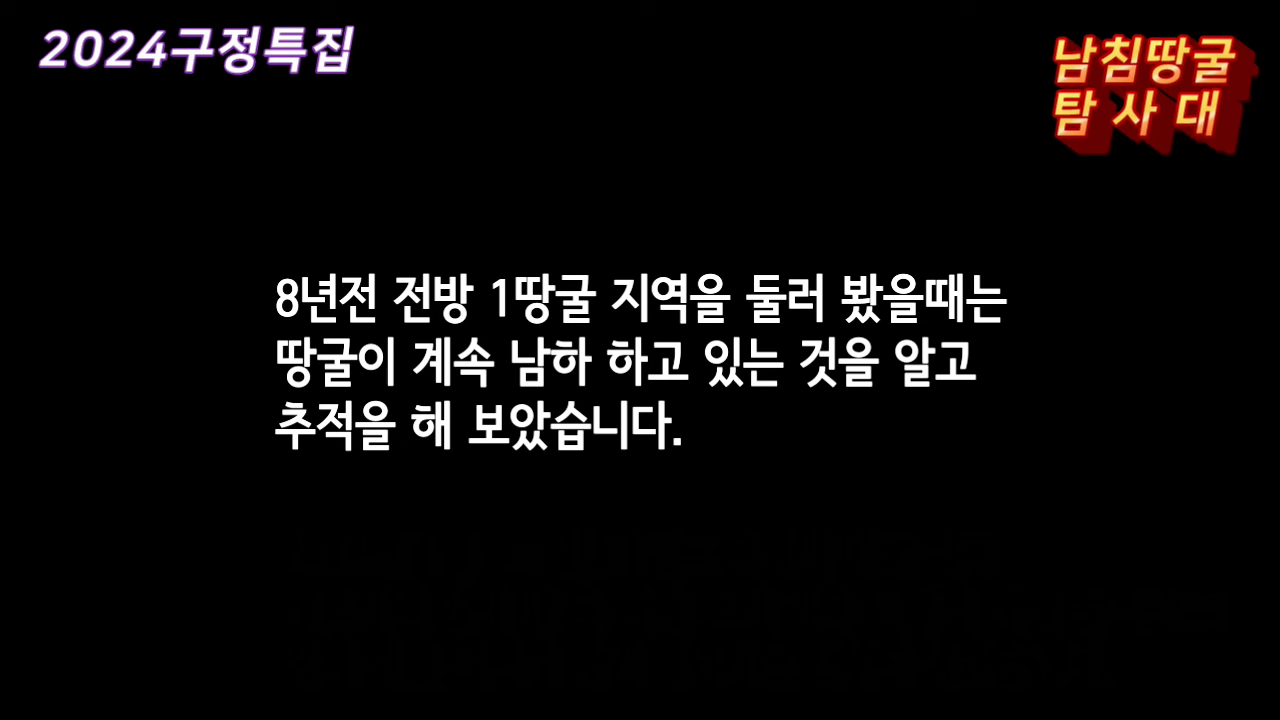 2024구정특집
남침땅굴
탐사대
8년전 전방 1땅굴 지역을 둘러 봤을때는
땅굴이 계속 남하 하고 있는 것을 알고
추적을 해 보았습니다.